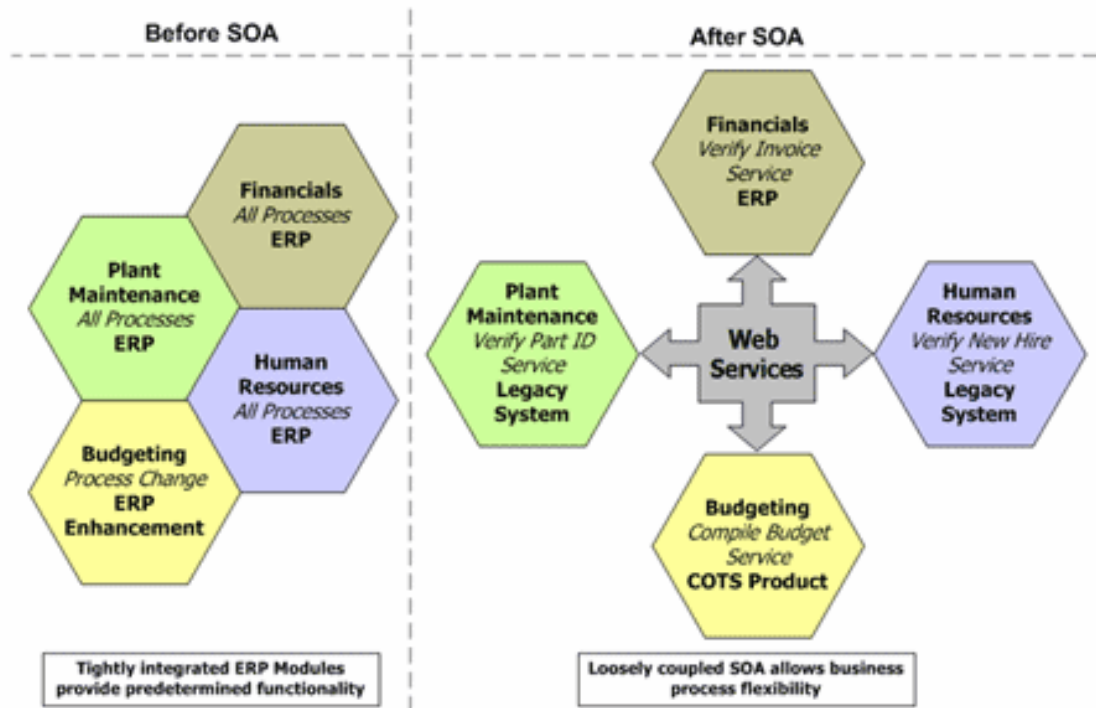 Before SOA
Financials
All Processes
ERP
Plant
Maintenance
All Processes
ERP
Human
Resources
All Processes
ERP
Budgeting
Process Change
ERP
Enhancement
Tightly integrated ERP Modules
provide predetermined functionality
After SOA
Financials
Verify Invoice
Service
ERP
Plant
Maintenance
Verify Part ID
Service
Legacy
System
Web
Services
Human
Resources
Verify New Hire
Service
Legacy
System
Budgeting
Compile Budget
Service
COTS Product
Loosely coupled SOA allows business
process flexibility